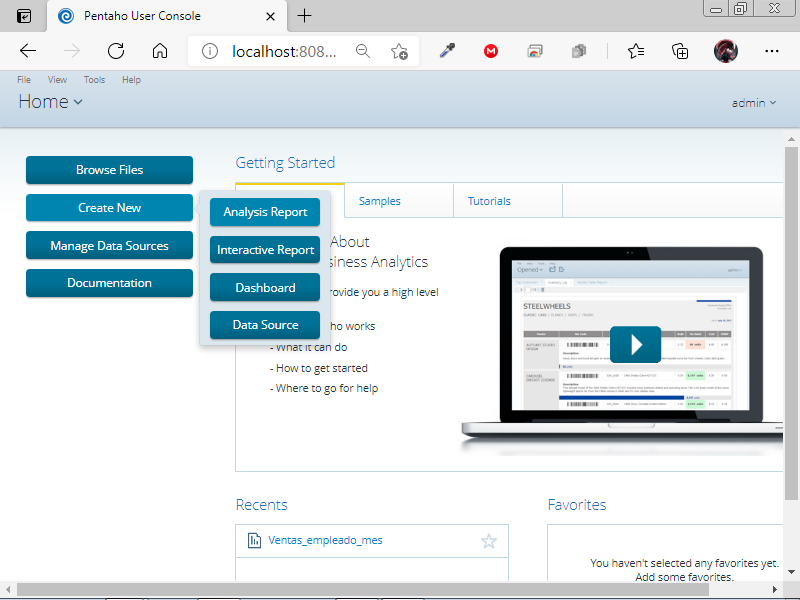 Pentaho User Console
localhost:808...
File View Tools Help
Home
admin
Browse Files
Create New
Manage Data Sources
Documentation
Analysis Report
Interactive Report
Dashboard
Data Source
Getting Started
Samples
Tutorials
About
siness Analytics
rovide you a high level
ho works
- What it can do
- How to get started
- Where to go for help
Opened
STEELWHEELS
Recents
Ventas_empleado_mes
Favorites
You haven't selected any favorites yet.
Add some favorites.